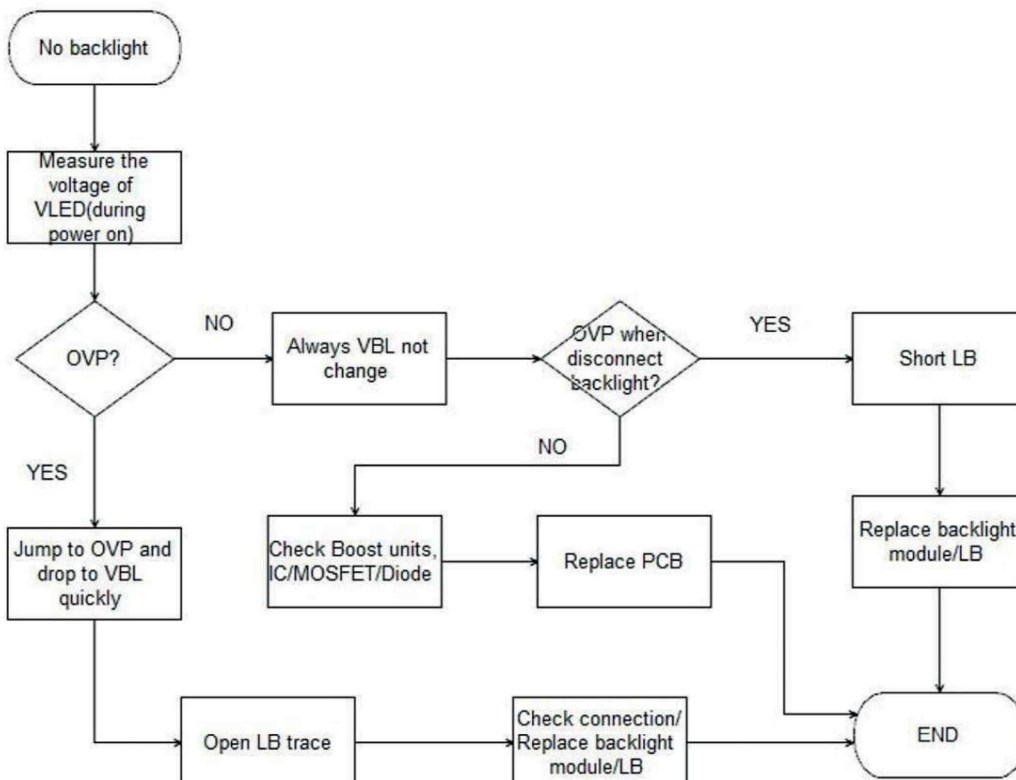 No backlight
Measure the
voltage of
VLED(during
power on)
OVP?
NO
Always VBL not
change
OVP when
disconnect
backlight?
YES
Short LB
YES
NO
Jump to OVP and
drop to VBL
quickly
Check Boost units,
IC/MOSFET/Diode
Replace PCB
Replace backlight
module/LB
Open LB trace
Check connection/
Replace backlight
module/LB
END